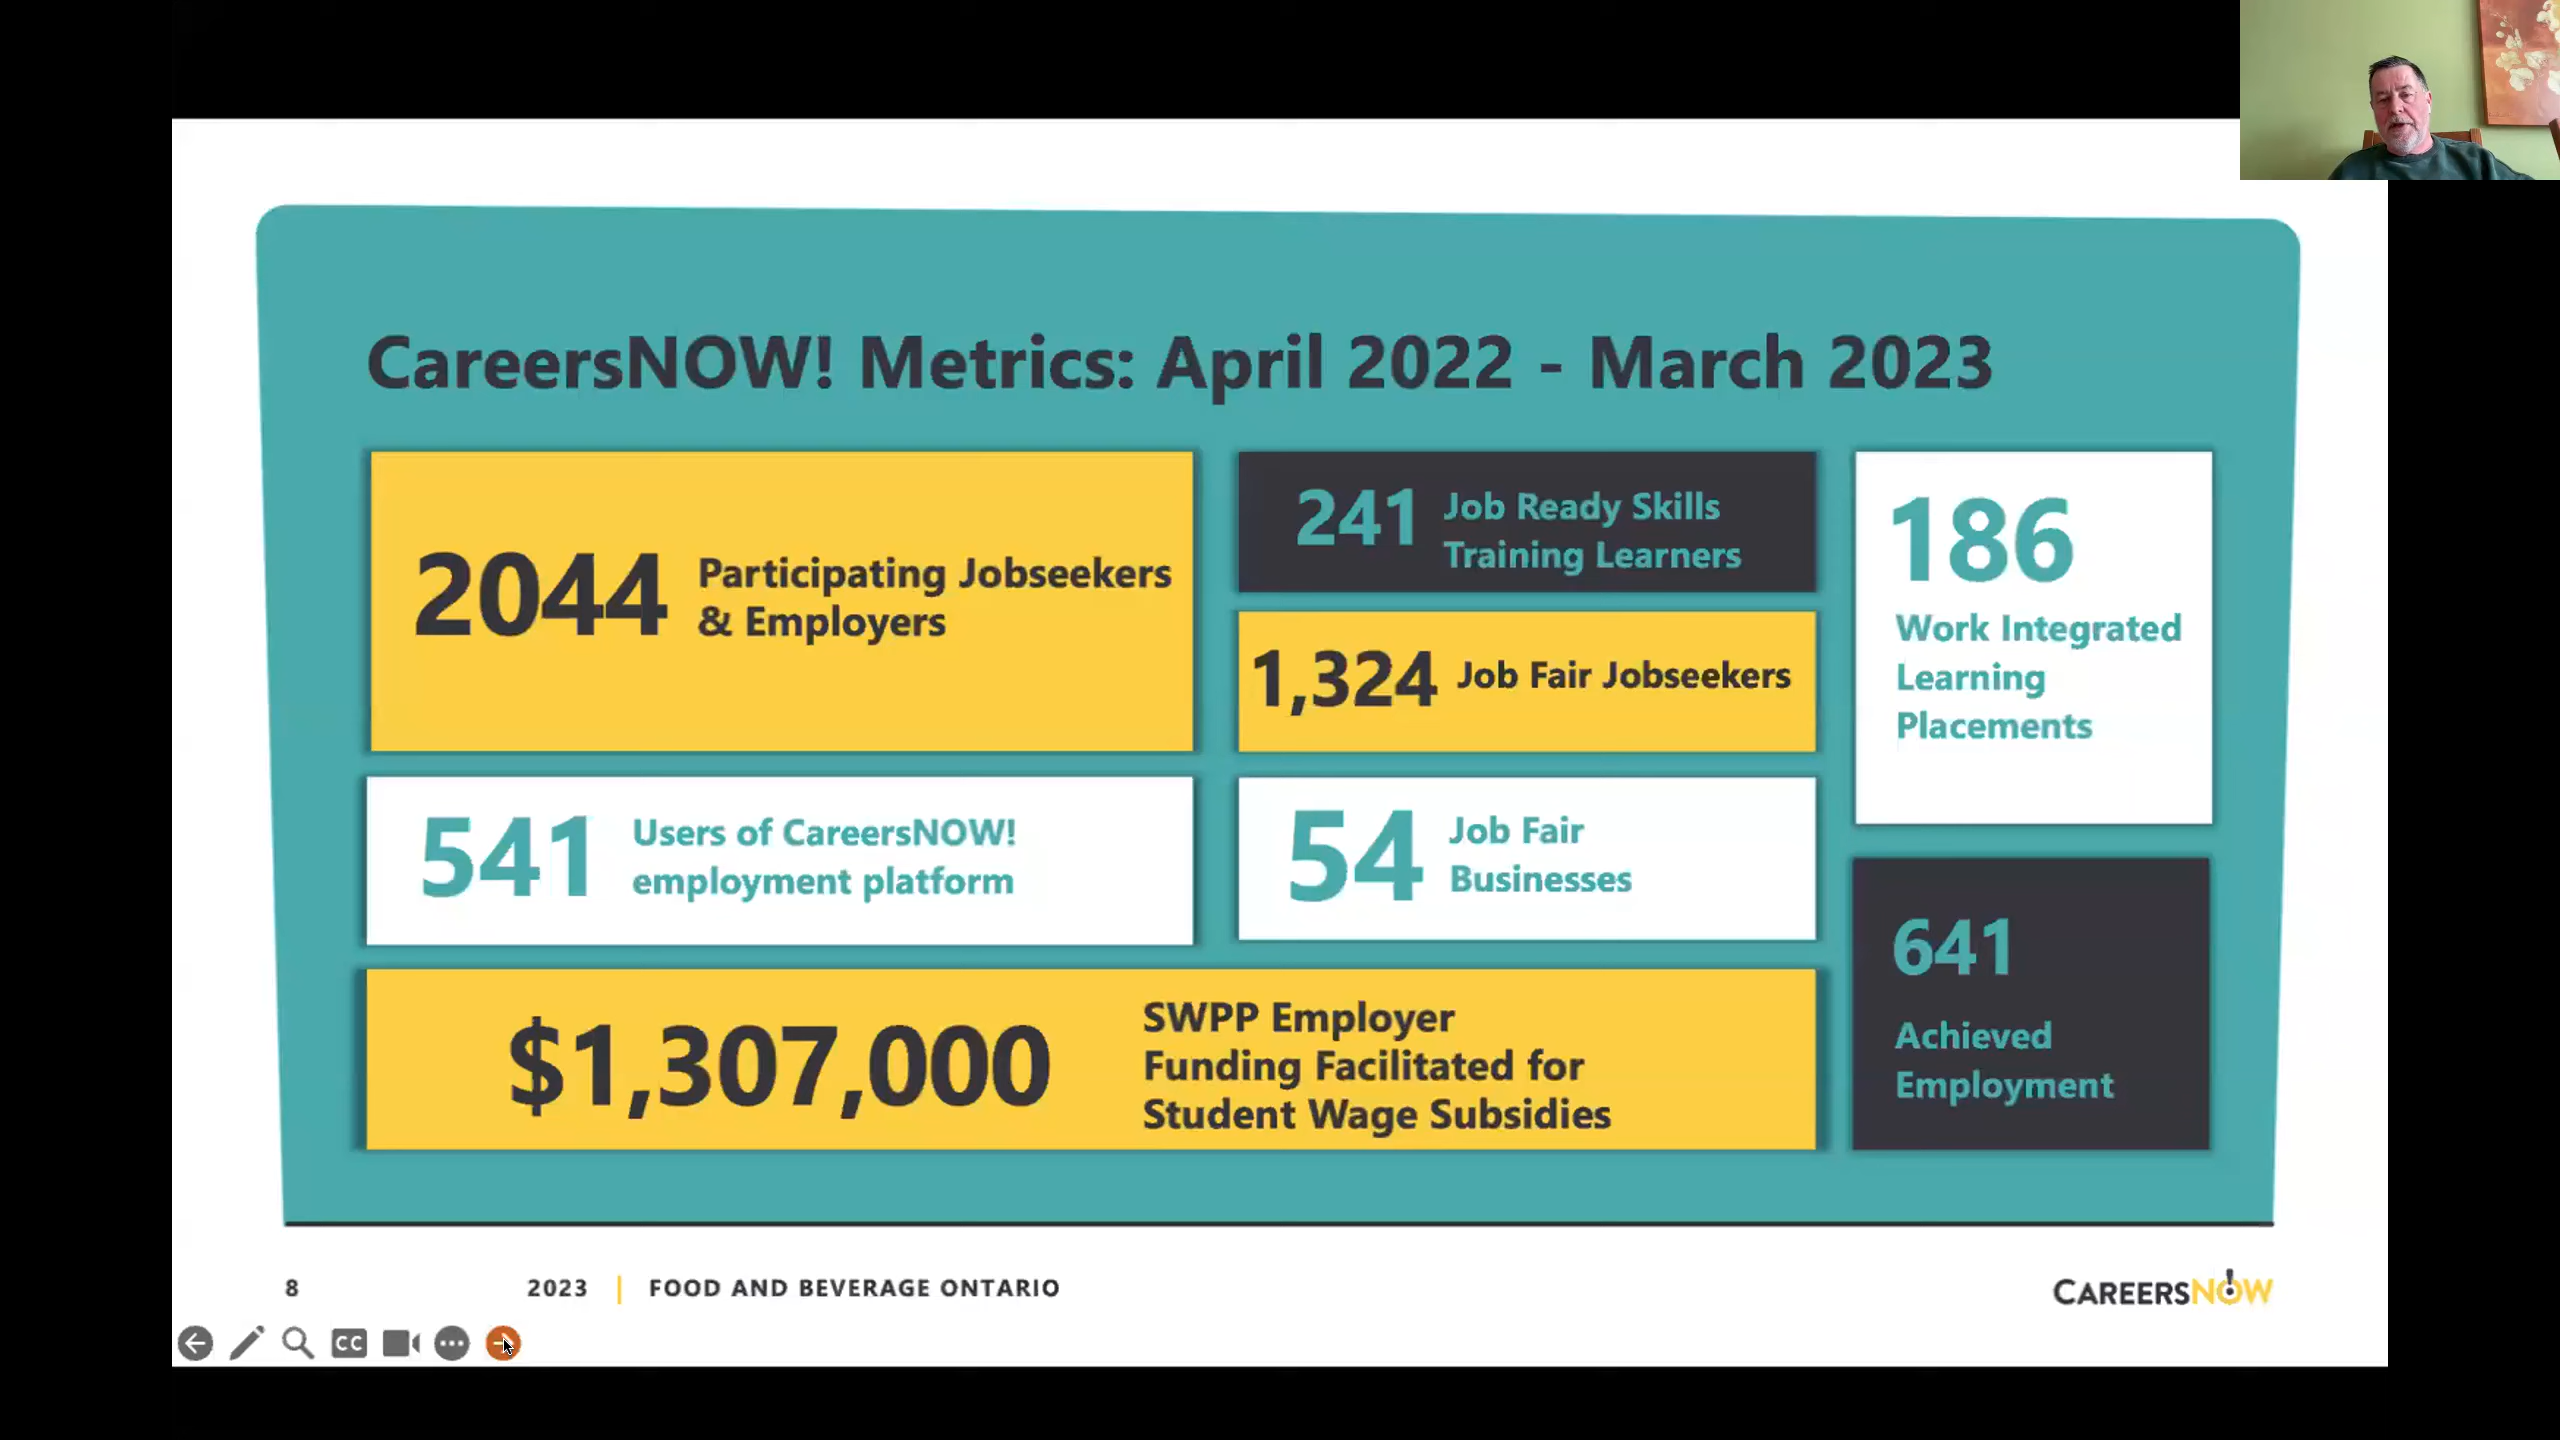 CareersNOW! Metrics: April 2022 - March 2023
2044 Participating Jobseekers
& Employers
241 Job Ready Skills
Training Learners
1,324 Job Fair Jobseekers
186
Work Integrated
Learning
Placements
541 Users of CareersNOW!
employment platform
54 Job Fair
Businesses
641
Achieved
Employment
$1,307,000 SWPP Employer
Funding Facilitated for
Student Wage Subsidies
8 2023 | FOOD AND BEVERAGE ONTARIO
CAREERSNOW!
CC